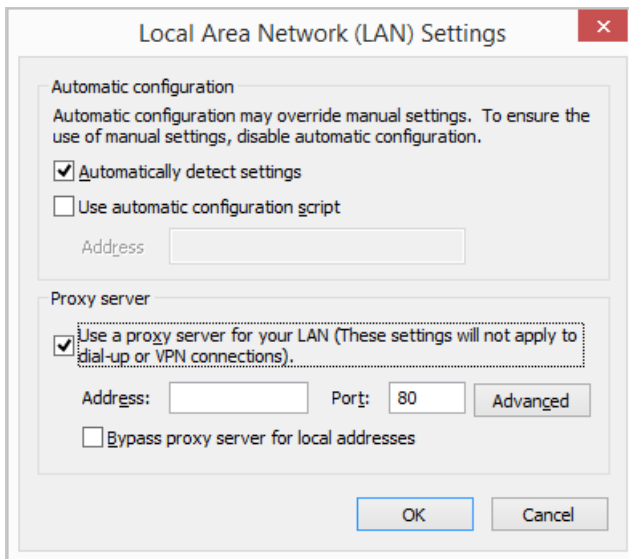 Local Area Network (LAN) Settings
Automatic configuration
Automatic configuration may override manual settings. To ensure the
use of manual settings, disable automatic configuration.
Automatically detect settings
Use automatic configuration script
Address
Proxy server
Use a proxy server for your LAN (These settings will not apply to
dial-up or VPN connections).
Address: Port: 80 Advanced
Bypass proxy server for local addresses
OK Cancel